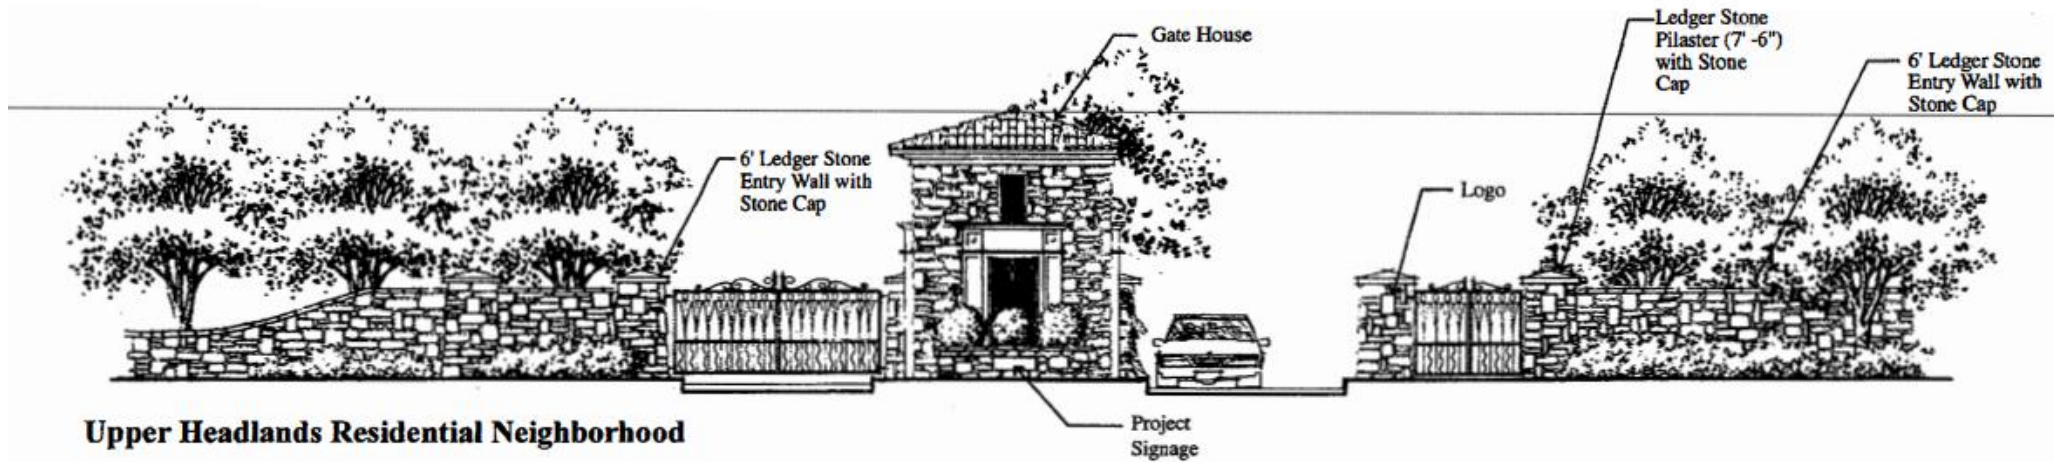 Gate House
Ledger Stone
Pilaster (7' -6")
with Stone
Cap
6' Ledger Stone
Entry Wall with
Stone Cap
6' Ledger Stone
Entry Wall with
Stone Cap
Logo
Project
Signage
Upper Headlands Residential Neighborhood